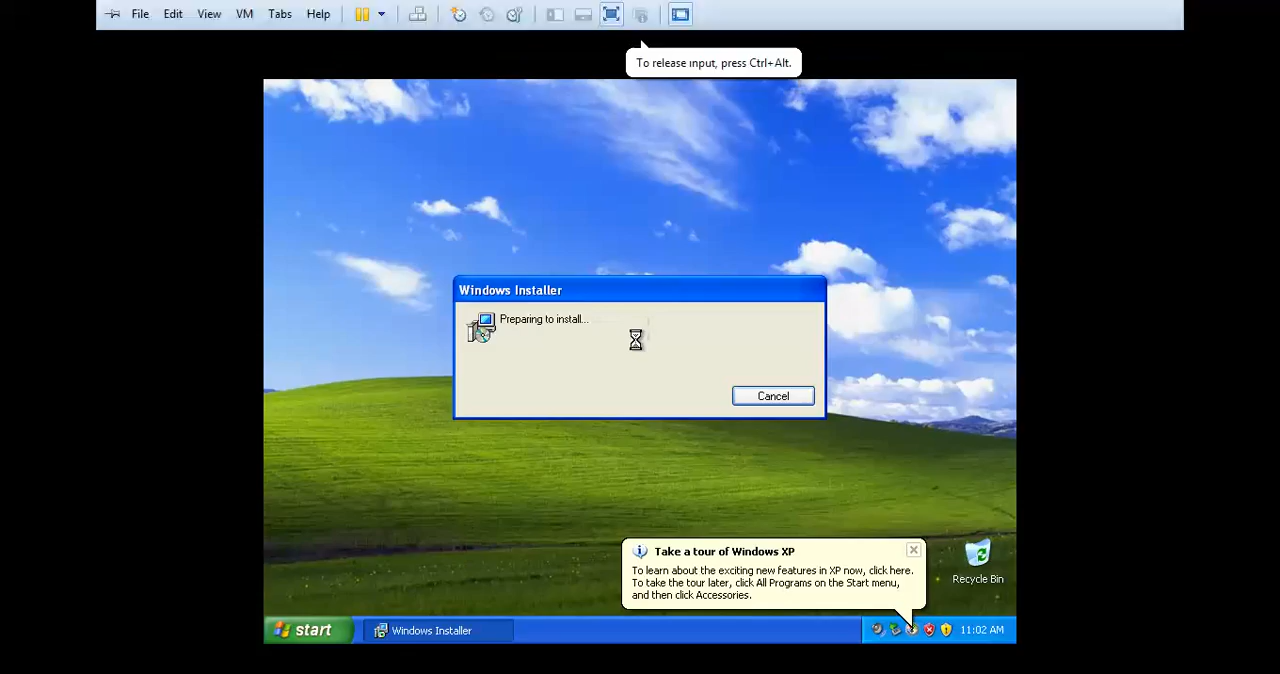 File Edit View VM Tabs Help
To release input, press Ctrl+Alt.
Windows Installer
Preparing to install...
Cancel
Take a tour of Windows XP
To learn about the exciting new features in XP now, click here.
To take the tour later, click All Programs on the Start menu,
and then click Accessories.
Recycle Bin
start
Windows Installer
11:02 AM